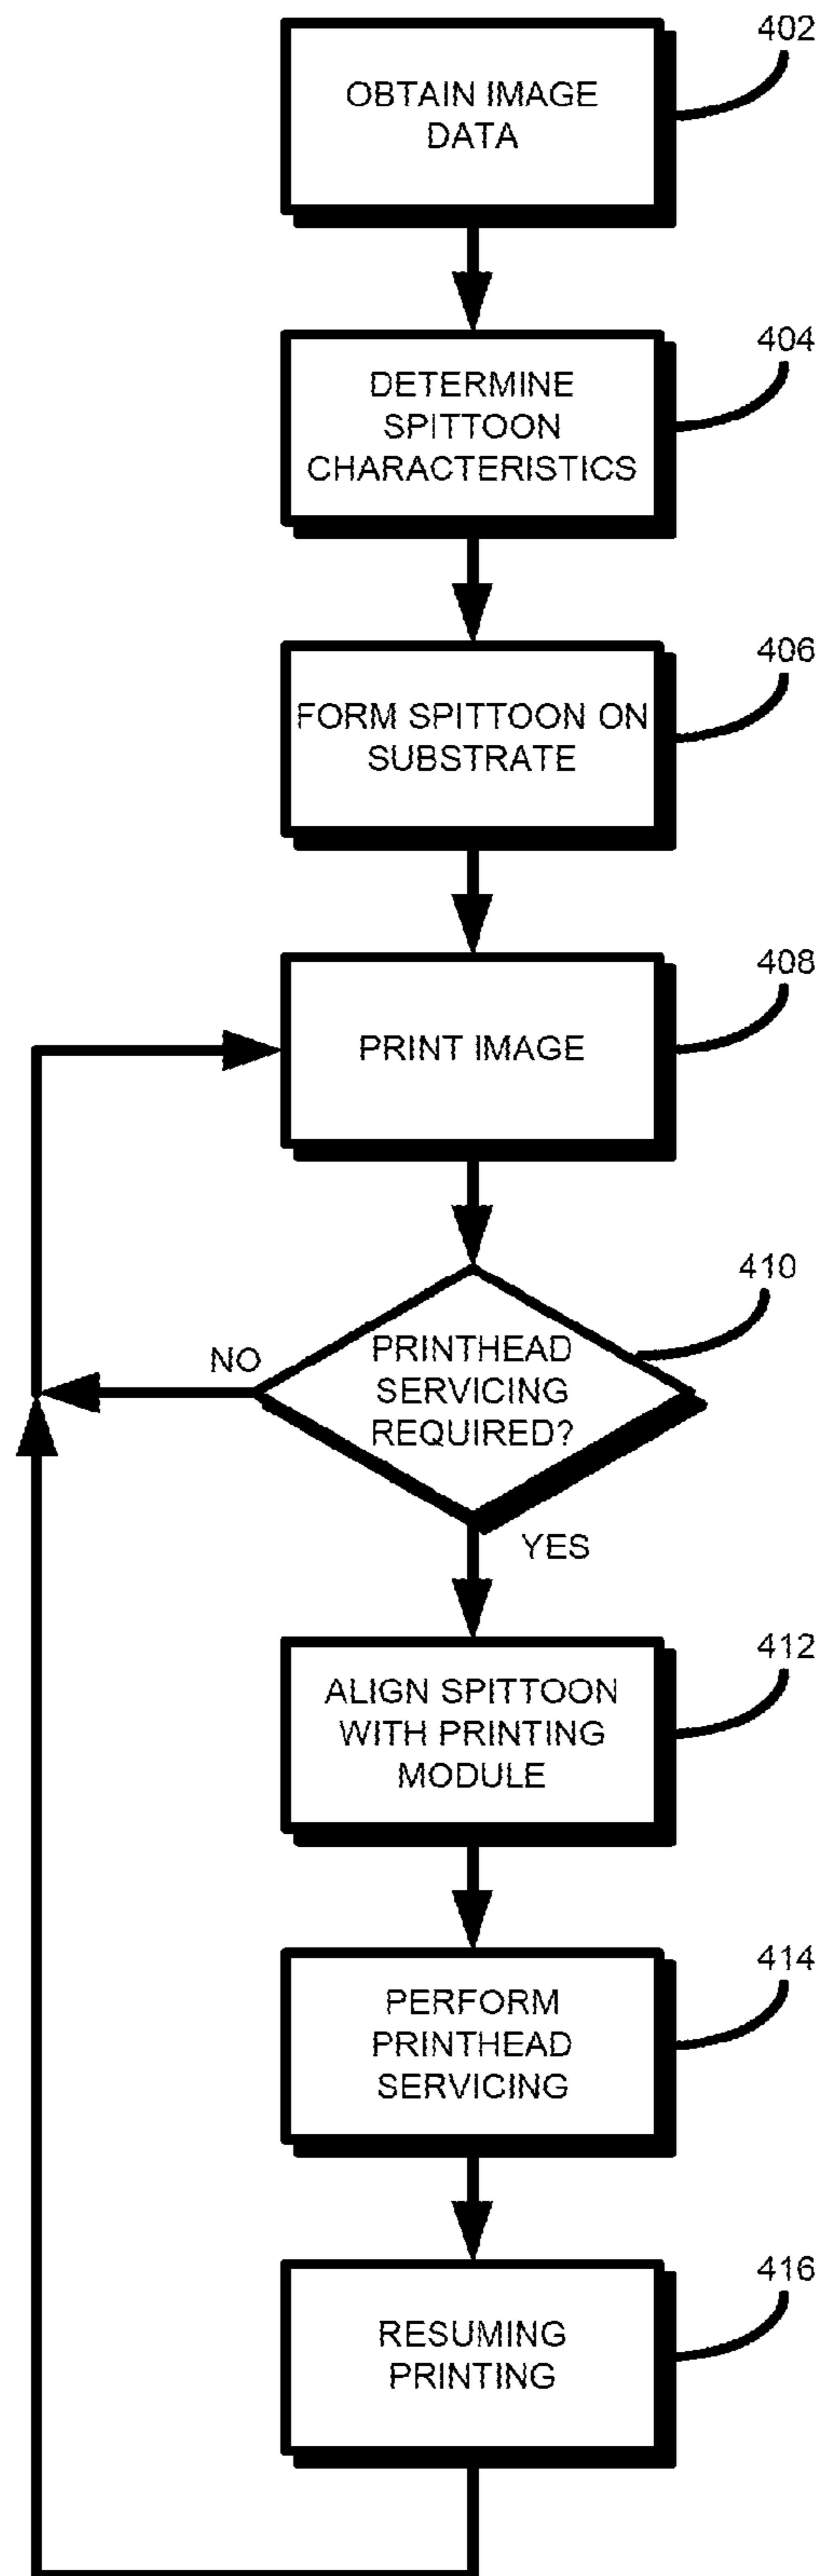 402
OBTAIN IMAGE
DATA
404
DETERMINE
SPITTOON
CHARACTERISTICS
406
FORM SPITTOON ON
SUBSTRATE
408
PRINT IMAGE
410
PRINTHEAD
SERVICING
REQUIRED?
NO
YES
412
ALIGN SPITTOON
WITH PRINTING
MODULE
414
PERFORM
PRINTHEAD
SERVICING
416
RESUMING
PRINTING